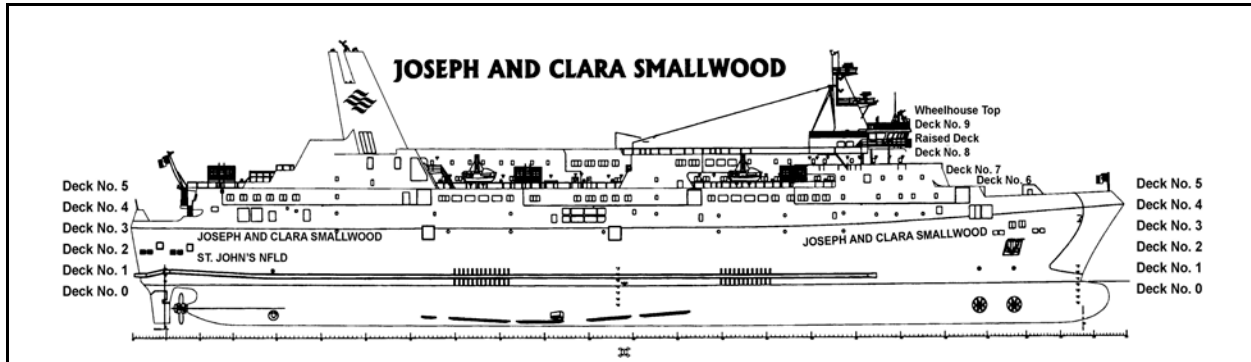 JOSEPH AND CLARA SMALLWOOD
Wheelhouse Top
Deck No. 9
Raised Deck
Deck No. 8
Deck No. 7
Deck No. 6
Deck No. 5
Deck No. 4
Deck No. 3
Deck No. 2
Deck No. 1
Deck No. 0
JOSEPH AND CLARA SMALLWOOD
ST. JOHN'S NFLD
JOSEPH AND CLARA SMALLWOOD
Deck No. 5
Deck No. 4
Deck No. 3
Deck No. 2
Deck No. 1
Deck No. 0